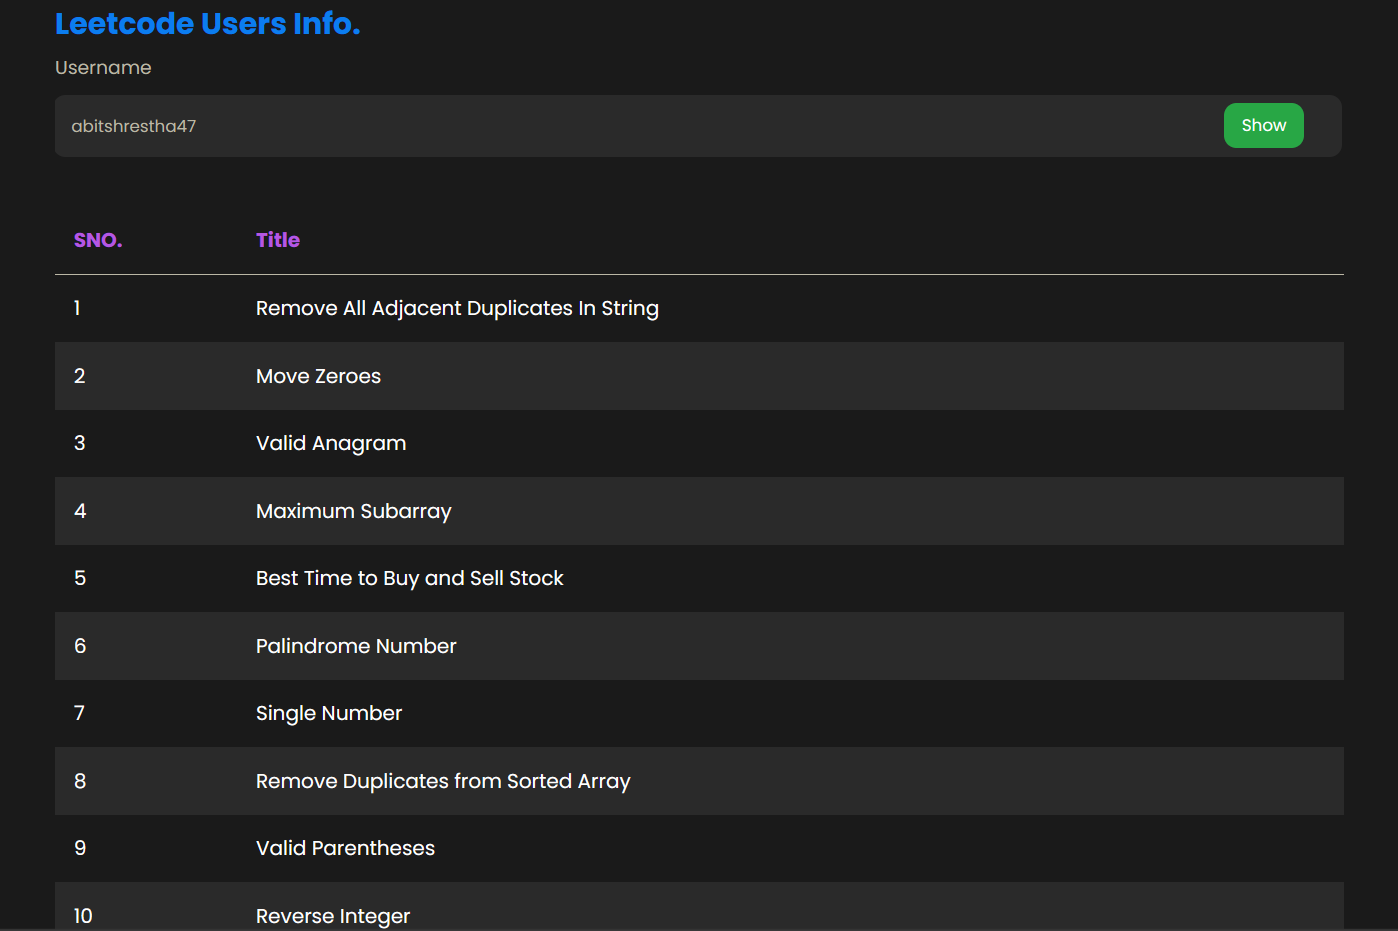 Leetcode Users Info.
Username
abitshrestha47 Show
SNO. Title
1 Remove All Adjacent Duplicates In String
2 Move Zeroes
3 Valid Anagram
4 Maximum Subarray
5 Best Time to Buy and Sell Stock
6 Palindrome Number
7 Single Number
8 Remove Duplicates from Sorted Array
9 Valid Parentheses
10 Reverse Integer